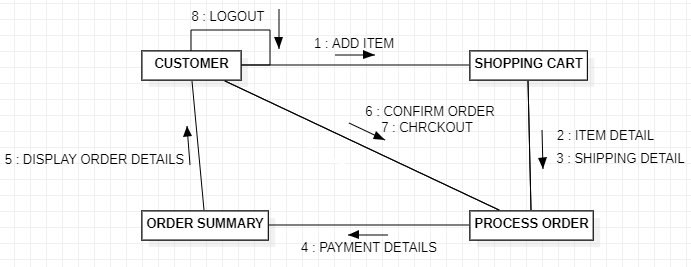 8 : LOGOUT
1 : ADD ITEM
CUSTOMER
SHOPPING CART
6 : CONFIRM ORDER
7 : CHRCKOUT
2 : ITEM DETAIL
3 : SHIPPING DETAIL
5 : DISPLAY ORDER DETAILS
ORDER SUMMARY
PROCESS ORDER
4 : PAYMENT DETAILS